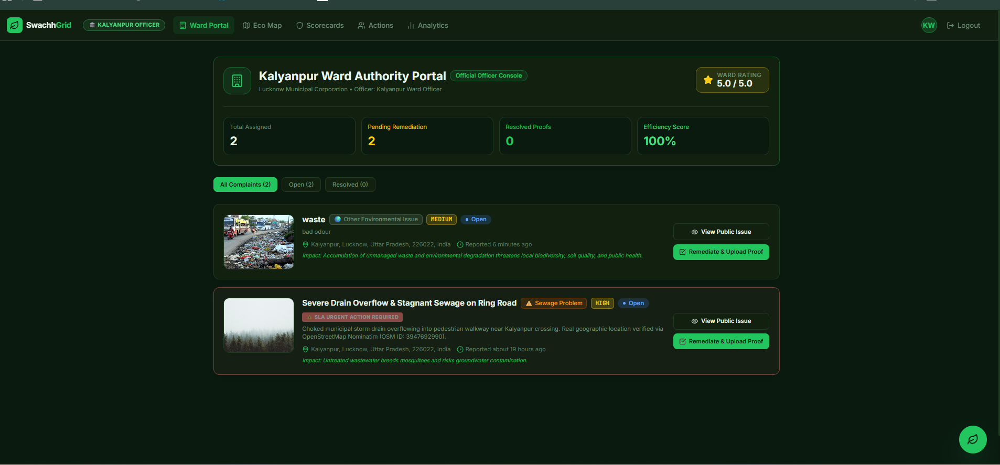 SwachhGrid
KALYANPUR OFFICER
Ward Portal
Eco Map
Scorecards
Actions
Analytics
KW
Logout
Kalyanpur Ward Authority Portal
Official Officer Console
Lucknow Municipal Corporation • Officer: Kalyanpur Ward Officer
WARD RATING
5.0 / 5.0
Total Assigned
2
Pending Remediation
2
Resolved Proofs
0
Efficiency Score
100%
All Complaints (2)
Open (2)
Resolved (0)
waste
Other Environmental Issue
MEDIUM
Open
bad odour
Kalyanpur, Lucknow, Uttar Pradesh, 226022, India
Reported 6 minutes ago
Impact: Accumulation of unmanaged waste and environmental degradation threatens local biodiversity, soil quality, and public health.
View Public Issue
Remediate & Upload Proof
Severe Drain Overflow & Stagnant Sewage on Ring Road
Sewage Problem
HIGH
Open
SLA URGENT ACTION REQUIRED
Choked municipal storm drain overflowing into pedestrian walkway near Kalyanpur crossing. Real geographic location verified via
OpenStreetMap Nominatim (OSM ID: 3947692990).
Kalyanpur, Lucknow, Uttar Pradesh, 226022, India
Reported about 19 hours ago
Impact: Untreated wastewater breeds mosquitoes and risks groundwater contamination.
View Public Issue
Remediate & Upload Proof